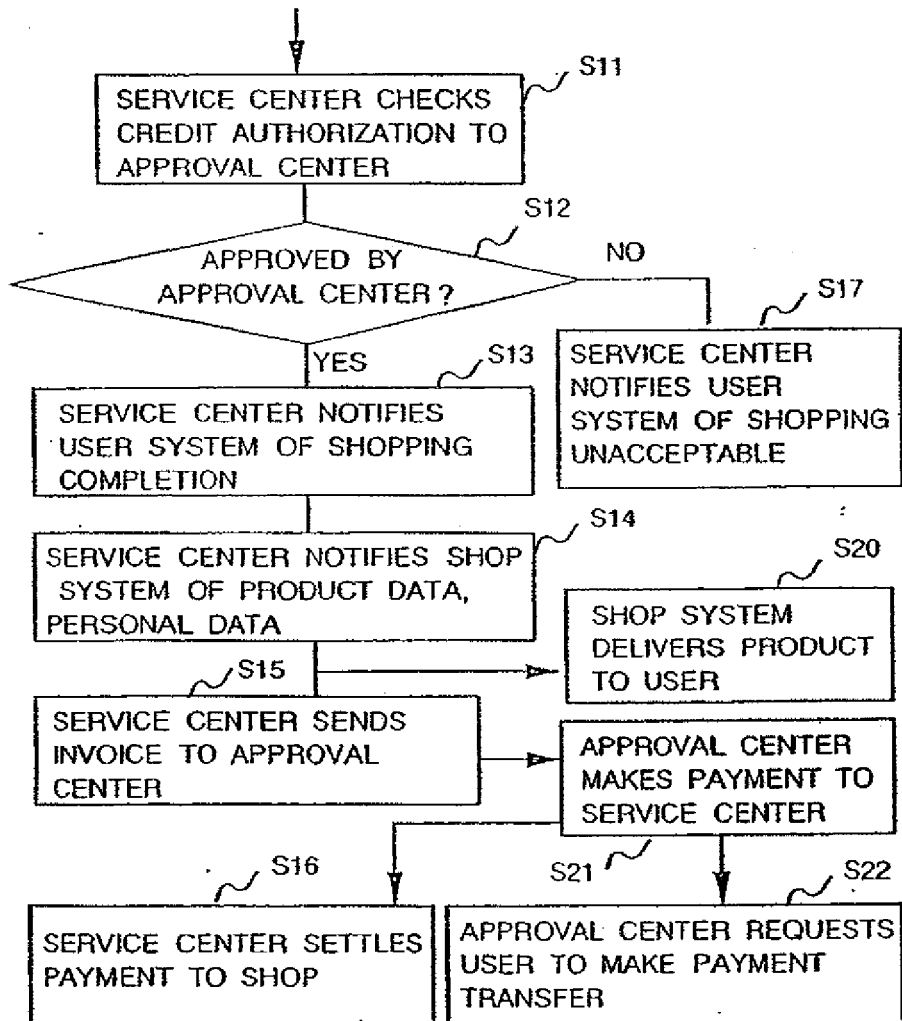 S11
SERVICE CENTER CHECKS
CREDIT AUTHORIZATION TO
APPROVAL CENTER
S12
APPROVED BY
APPROVAL CENTER?
NO
YES
S17
SERVICE CENTER
NOTIFIES USER
SYSTEM OF SHOPPING
UNACCEPTABLE
S13
SERVICE CENTER NOTIFIES
USER SYSTEM OF SHOPPING
COMPLETION
S14
SERVICE CENTER NOTIFIES SHOP
SYSTEM OF PRODUCT DATA,
PERSONAL DATA
S20
SHOP SYSTEM
DELIVERS PRODUCT
TO USER
S15
SERVICE CENTER SENDS
INVOICE TO APPROVAL
CENTER
APPROVAL CENTER
MAKES PAYMENT TO
SERVICE CENTER
S21
S16
SERVICE CENTER SETTLES
PAYMENT TO SHOP
S22
APPROVAL CENTER REQUESTS
USER TO MAKE PAYMENT
TRANSFER